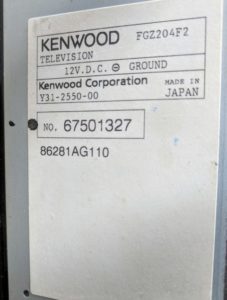 KENWOOD FGZ204F2
TELEVISION
12V.D.C. ⊖ GROUND
Kenwood Corporation MADE IN
Y31-2550-00 JAPAN
NO. 67501327
86281AG110